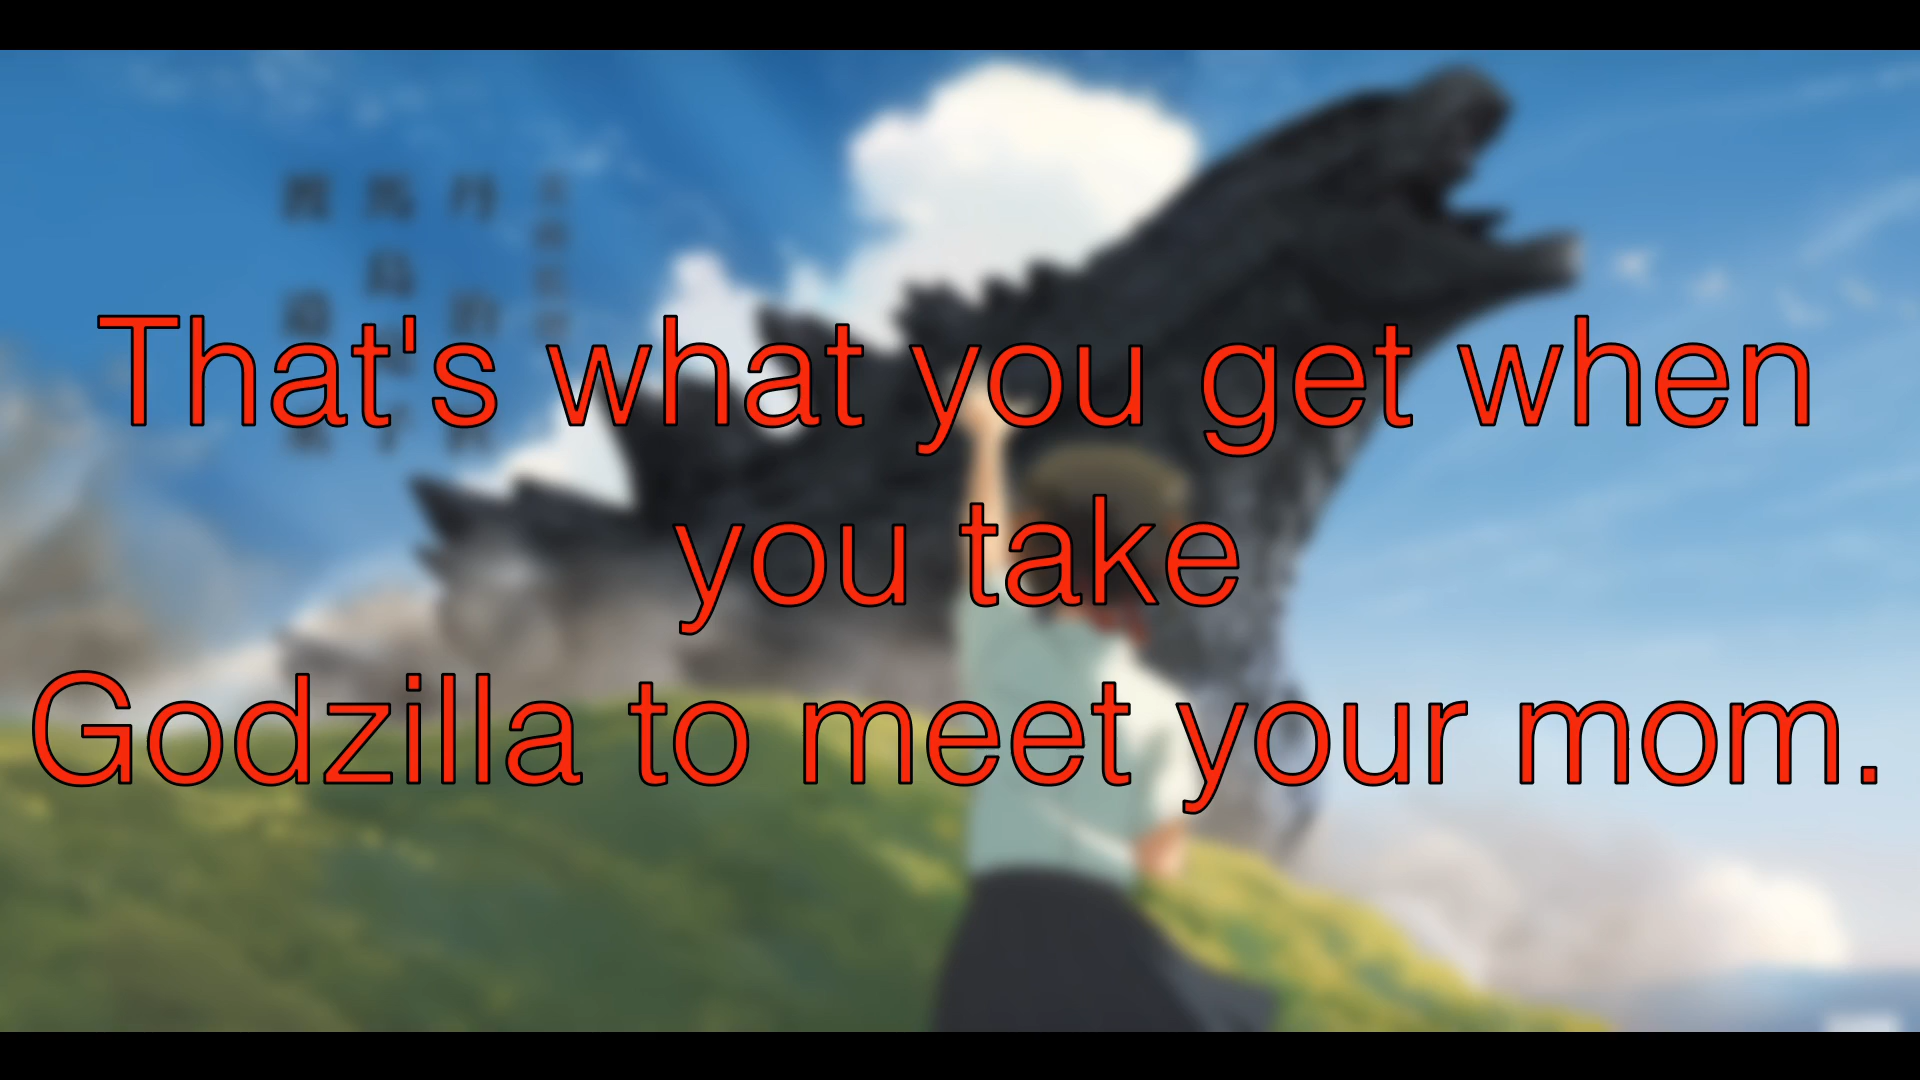 That's what you get when
you take
Godzilla to meet your mom.